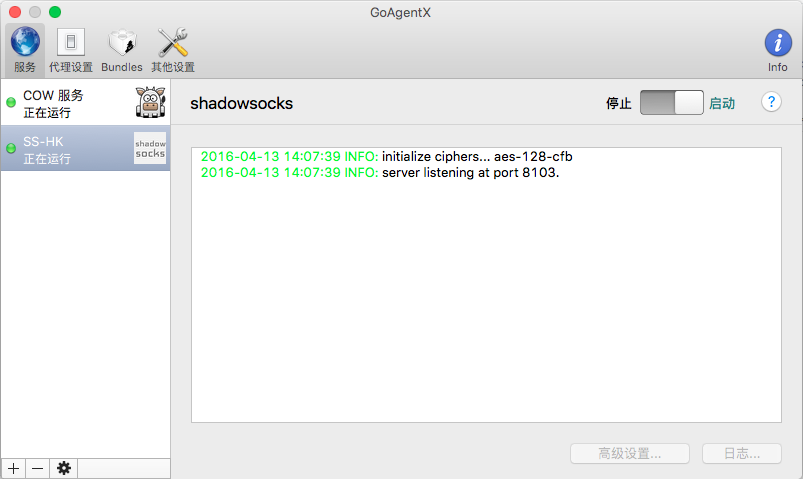 GoAgentX
服务
代理设置
Bundles
其他设置
Info
COW 服务
正在运行
SS-HK
正在运行
shadow
socks
shadowsocks
停止
启动
?
2016-04-13 14:07:39 INFO: initialize ciphers... aes-128-cfb
2016-04-13 14:07:39 INFO: server listening at port 8103.
高级设置...
日志...